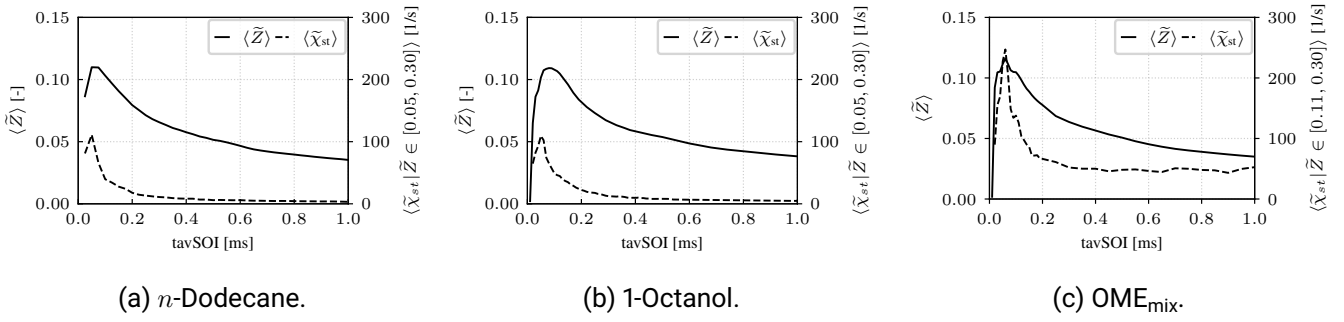 0.15
0.10
0.05
0.00
⟨Z̃⟩ [-]
⟨Z̃⟩ ⟨χ̃st⟩
300
200
100
0
⟨χ̃st|Z̃ ∈ [0.05, 0.30]⟩ [1/s]
0.0 0.2 0.4 0.6 0.8 1.0
tavSOI [ms]
(a) n-Dodecane.
0.15
0.10
0.05
0.00
⟨Z̃⟩ [-]
⟨Z̃⟩ ⟨χ̃st⟩
300
200
100
0
⟨χ̃st|Z̃ ∈ [0.05, 0.30]⟩ [1/s]
0.0 0.2 0.4 0.6 0.8 1.0
tavSOI [ms]
(b) 1-Octanol.
0.15
0.10
0.05
0.00
⟨Z̃⟩
⟨Z̃⟩ ⟨χ̃st⟩
300
200
100
0
⟨χ̃st|Z̃ ∈ [0.11, 0.30]⟩ [1/s]
0.0 0.2 0.4 0.6 0.8 1.0
tavSOI [ms]
(c) OMEmix.